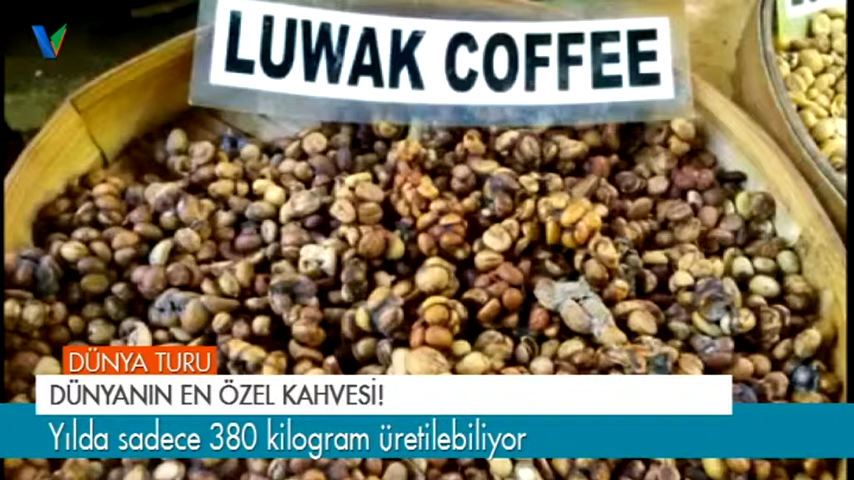 LUWAK COFFEE
DÜNYA TURU
DÜNYANIN EN ÖZEL KAHVESİ!
Yılda sadece 380 kilogram üretilebiliyor